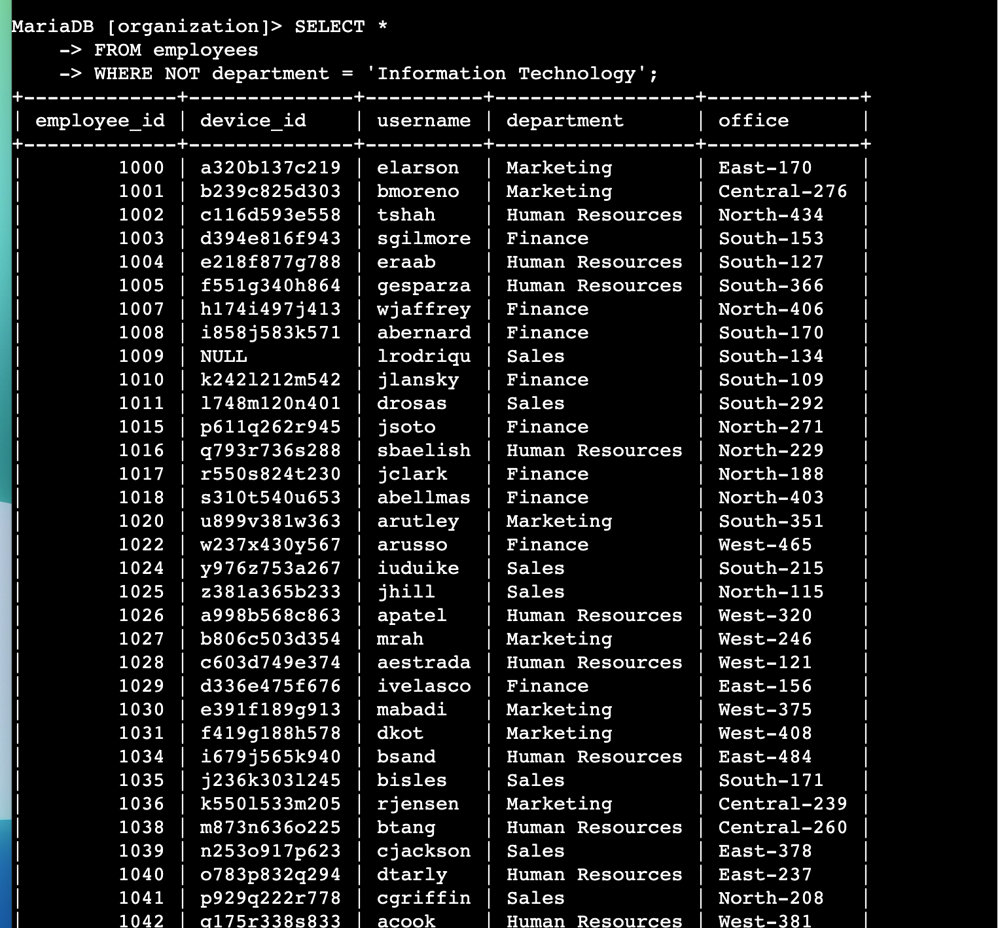 MariaDB [organization]> SELECT *
    -> FROM employees
    -> WHERE NOT department = 'Information Technology';
+-------------+--------------+----------+-----------------+-------------+
| employee_id | device_id    | username | department      | office      |
+-------------+--------------+----------+-----------------+-------------+
|        1000 | a320b137c219 | elarson  | Marketing       | East-170    |
|        1001 | b239c825d303 | bmoreno  | Marketing       | Central-276 |
|        1002 | c116d593e558 | tshah    | Human Resources | North-434   |
|        1003 | d394e816f943 | sgilmore | Finance         | South-153   |
|        1004 | e218f877g788 | eraab    | Human Resources | South-127   |
|        1005 | f551g340h864 | gesparza | Human Resources | South-366   |
|        1007 | h174i497j413 | wjaffrey | Finance         | North-406   |
|        1008 | i858j583k571 | abernard | Finance         | South-170   |
|        1009 | NULL         | lrodriqu | Sales           | South-134   |
|        1010 | k242l212m542 | jlansky  | Finance         | South-109   |
|        1011 | l748m120n401 | drosas   | Sales           | South-292   |
|        1015 | p611q262r945 | jsoto    | Finance         | North-271   |
|        1016 | q793r736s288 | sbaelish | Human Resources | North-229   |
|        1017 | r550s824t230 | jclark   | Finance         | North-188   |
|        1018 | s310t540u653 | abellmas | Finance         | North-403   |
|        1020 | u899v381w363 | arutley  | Marketing       | South-351   |
|        1022 | w237x430y567 | arusso   | Finance         | West-465    |
|        1024 | y976z753a267 | iuduike  | Sales           | South-215   |
|        1025 | z381a365b233 | jhill    | Sales           | North-115   |
|        1026 | a998b568c863 | apatel   | Human Resources | West-320    |
|        1027 | b806c503d354 | mrah     | Marketing       | West-246    |
|        1028 | c603d749e374 | aestrada | Human Resources | West-121    |
|        1029 | d336e475f676 | ivelasco | Finance         | East-156    |
|        1030 | e391f189g913 | mabadi   | Marketing       | West-375    |
|        1031 | f419g188h578 | dkot     | Marketing       | West-408    |
|        1034 | i679j565k940 | bsand    | Human Resources | East-484    |
|        1035 | j236k303l245 | bisles   | Sales           | South-171   |
|        1036 | k550l533m205 | rjensen  | Marketing       | Central-239 |
|        1038 | m873n636o225 | btang    | Human Resources | Central-260 |
|        1039 | n253o917p623 | cjackson | Sales           | East-378    |
|        1040 | o783p832q294 | dtarly   | Human Resources | East-237    |
|        1041 | p929q222r778 | cgriffin | Sales           | North-208   |
|        1042 | q175r338s833 | acook    | Human Resources | West-381    |